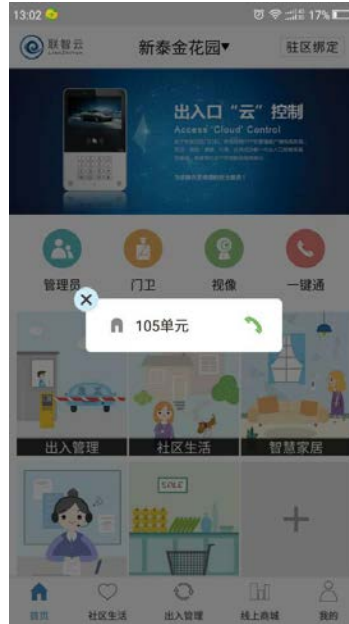 13:02
17%
联智云
新泰金花园▼
驻区绑定
出入口“云”控制
Access 'Cloud' Control
管理员
门卫
视像
一键通
105单元
出入管理
社区生活
智慧家居
SALE
首页
社区生活
出入管理
线上商城
我的